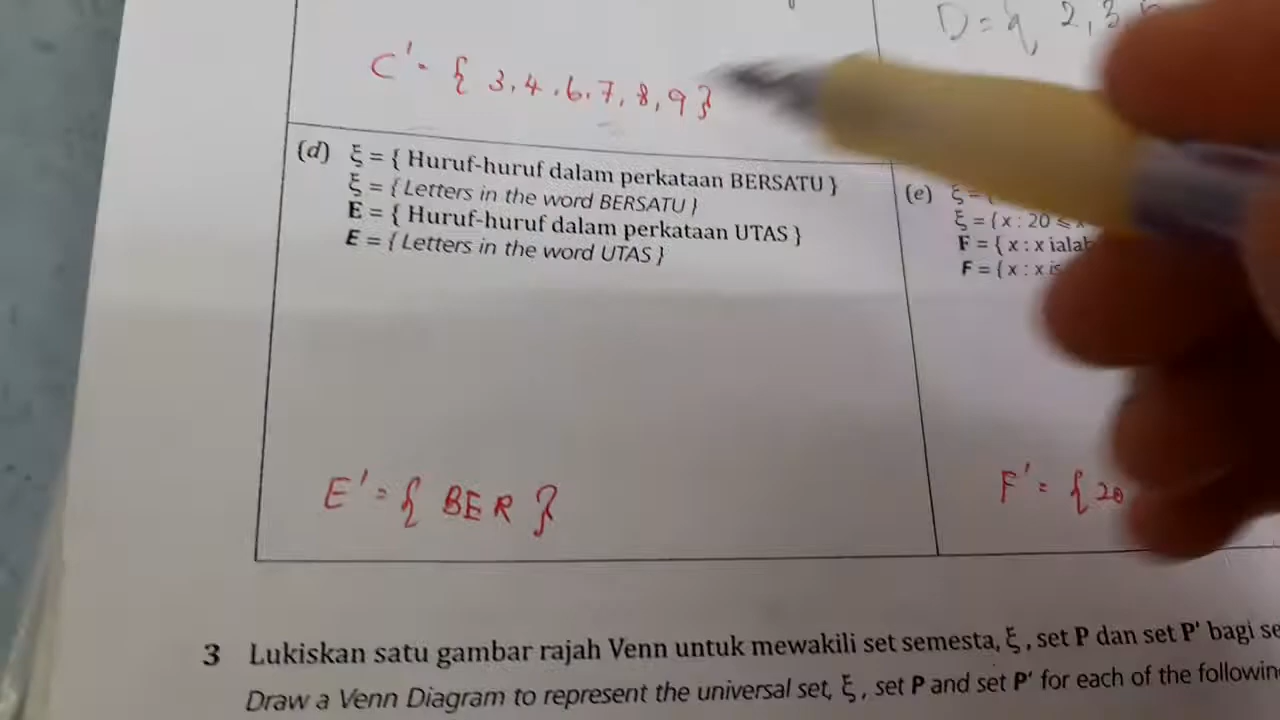 D = { 2, 3,
C' = { 3, 4, 6, 7, 8, 9 }
(d) ξ = { Huruf-huruf dalam perkataan BERSATU }
ξ = { Letters in the word BERSATU }
E = { Huruf-huruf dalam perkataan UTAS }
E = { Letters in the word UTAS }
(e) ξ = {
ξ = {x : 20 ⩽ x
F = { x : x ialah
F = { x : x is
E' = { BER }
F' = { 20
3 Lukiskan satu gambar rajah Venn untuk mewakili set semesta, ξ , set P dan set P' bagi
Draw a Venn Diagram to represent the universal set, ξ , set P and set P' for each of the